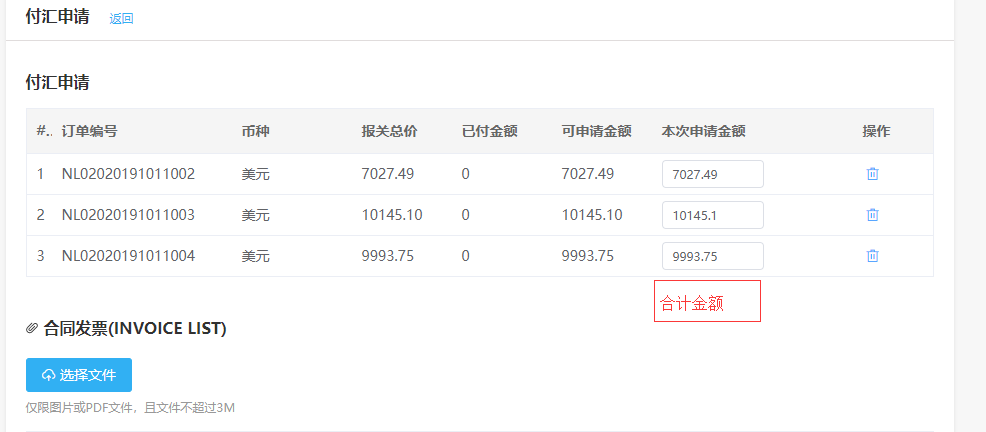 付汇申请 返回
付汇申请
#.. 订单编号 币种 报关总价 已付金额 可申请金额 本次申请金额 操作
1 NL02020191011002 美元 7027.49 0 7027.49 7027.49
2 NL02020191011003 美元 10145.10 0 10145.10 10145.1
3 NL02020191011004 美元 9993.75 0 9993.75 9993.75
合计金额
合同发票(INVOICE LIST)
选择文件
仅限图片或PDF文件，且文件不超过3M